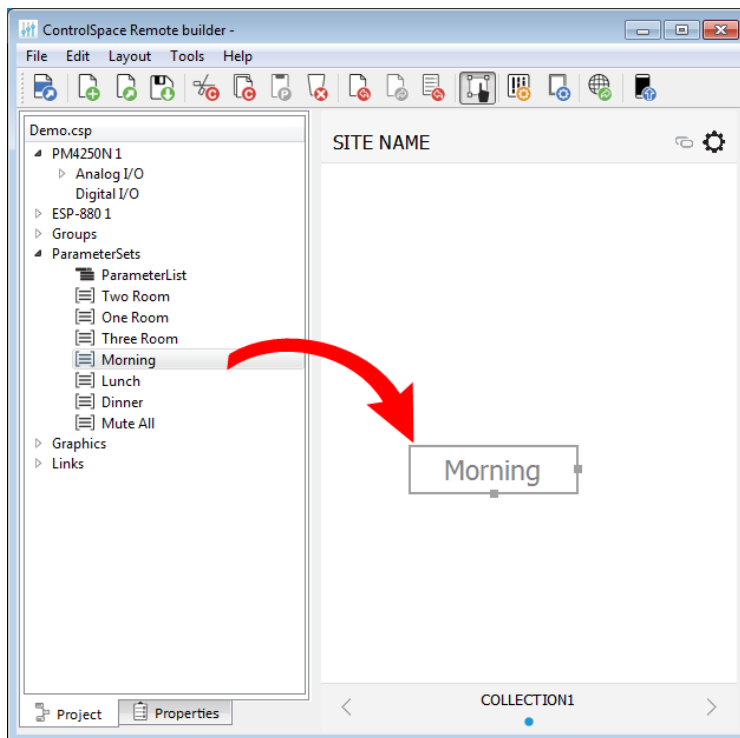 ControlSpace Remote builder -
File Edit Layout Tools Help
Demo.csp
PM4250N 1
Analog I/O
Digital I/O
ESP-880 1
Groups
ParameterSets
ParameterList
Two Room
One Room
Three Room
Morning
Lunch
Dinner
Mute All
Graphics
Links
Project Properties
SITE NAME
Morning
COLLECTION1